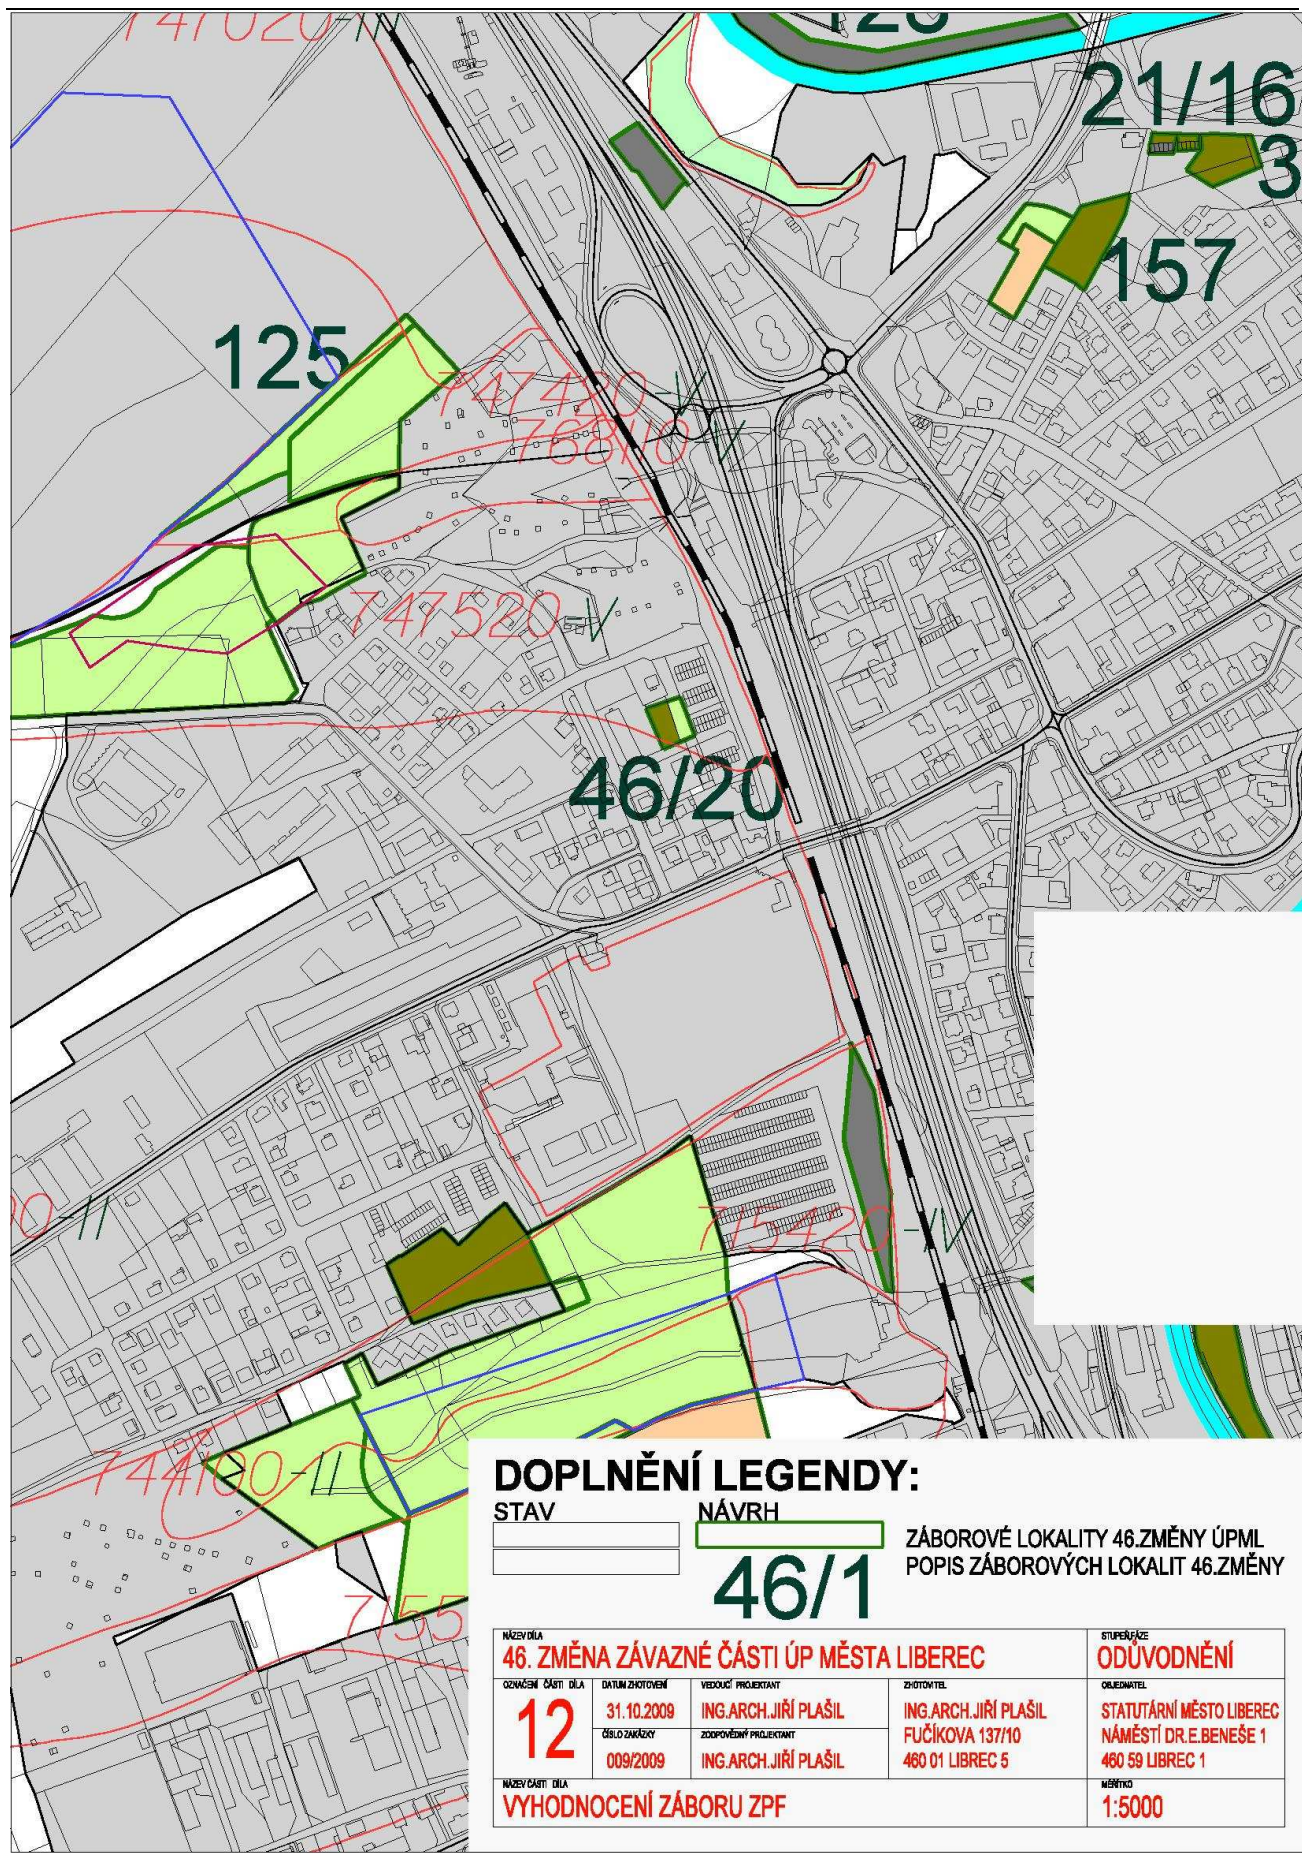 125
21/16
3
157
125
747420-V
768110-V
747520-V
46/20
715420-IV
744100-II
DOPLNĚNÍ LEGENDY:
STAV NÁVRH
ZÁBOROVÉ LOKALITY 46.ZMĚNY ÚPML
46/1 POPIS ZÁBOROVÝCH LOKALIT 46.ZMĚNY
NÁZEV DÍLA STUPEŇ/FÁZE
46. ZMĚNA ZÁVAZNÉ ČÁSTI ÚP MĚSTA LIBEREC ODŮVODNĚNÍ
OZNAČENÍ ČÁSTI DÍLA DATUM ZHOTOVENÍ VEDOUCÍ PROJEKTANT ZHOTOVITEL OBJEDNATEL
12 31.10.2009 ING.ARCH.JIŘÍ PLAŠIL ING.ARCH.JIŘÍ PLAŠIL STATUTÁRNÍ MĚSTO LIBEREC
ČÍSLO ZAKÁZKY ZODPOVĚDNÝ PROJEKTANT FUČÍKOVA 137/10 NÁMĚSTÍ DR.E.BENEŠE 1
009/2009 ING.ARCH.JIŘÍ PLAŠIL 460 01 LIBREC 5 460 59 LIBREC 1
NÁZEV ČÁSTI DÍLA MĚŘÍTKO
VYHODNOCENÍ ZÁBORU ZPF 1:5000